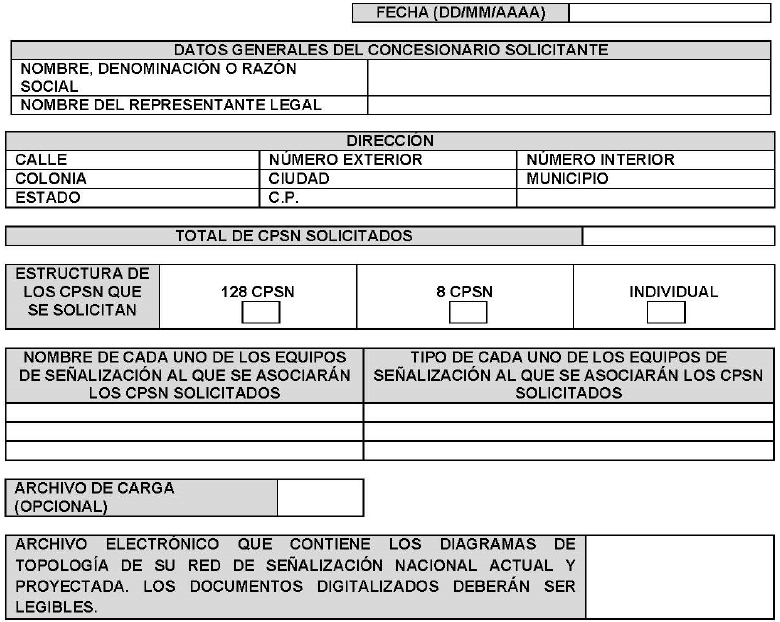 FECHA (DD/MM/AAAA)
DATOS GENERALES DEL CONCESIONARIO SOLICITANTE
NOMBRE, DENOMINACIÓN O RAZÓN
SOCIAL
NOMBRE DEL REPRESENTANTE LEGAL
DIRECCIÓN
CALLE NÚMERO EXTERIOR NÚMERO INTERIOR
COLONIA CIUDAD MUNICIPIO
ESTADO C.P.
TOTAL DE CPSN SOLICITADOS
ESTRUCTURA DE
LOS CPSN QUE
SE SOLICITAN
128 CPSN 8 CPSN INDIVIDUAL
NOMBRE DE CADA UNO DE LOS EQUIPOS
DE SEÑALIZACIÓN AL QUE SE ASOCIARÁN
LOS CPSN SOLICITADOS
TIPO DE CADA UNO DE LOS EQUIPOS DE
SEÑALIZACIÓN AL QUE SE ASOCIARÁN LOS CPSN
SOLICITADOS
ARCHIVO DE CARGA
(OPCIONAL)
ARCHIVO ELECTRÓNICO QUE CONTIENE LOS DIAGRAMAS DE
TOPOLOGÍA DE SU RED DE SEÑALIZACIÓN NACIONAL ACTUAL Y
PROYECTADA. LOS DOCUMENTOS DIGITALIZADOS DEBERÁN SER
LEGIBLES.